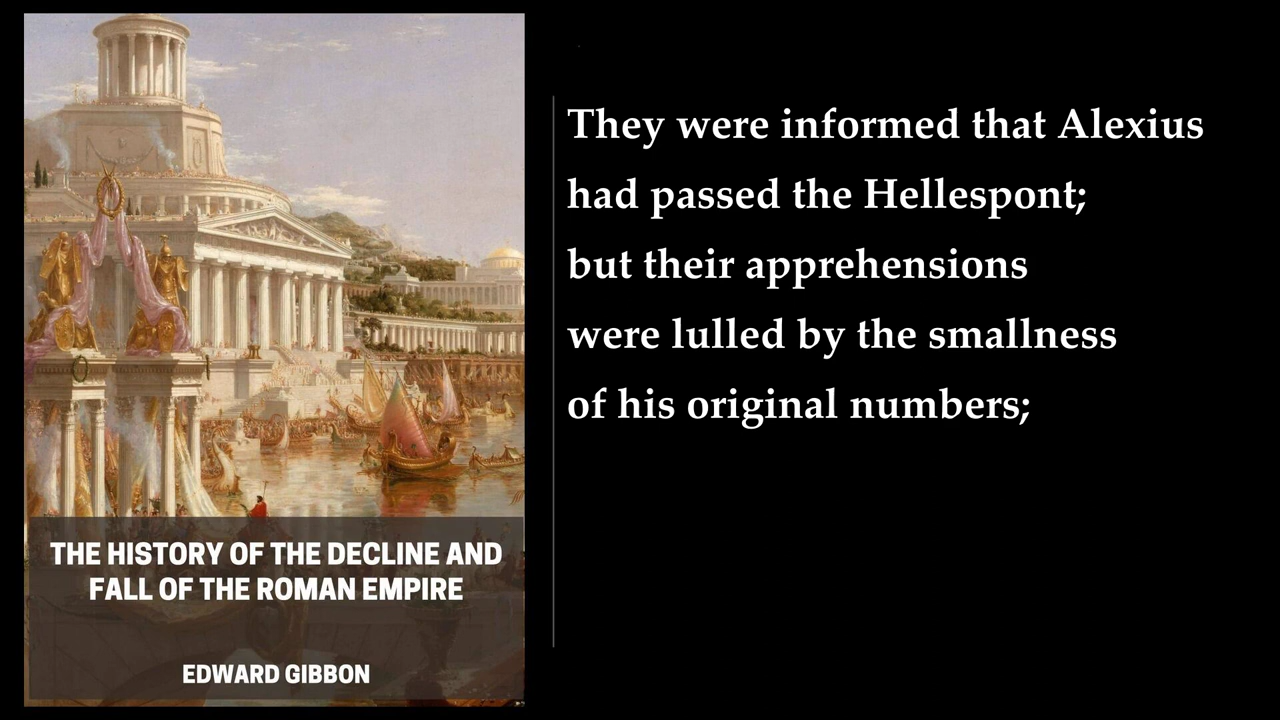 They were informed that Alexius
had passed the Hellespont;
but their apprehensions
were lulled by the smallness
of his original numbers;
THE HISTORY OF THE DECLINE AND
FALL OF THE ROMAN EMPIRE
EDWARD GIBBON